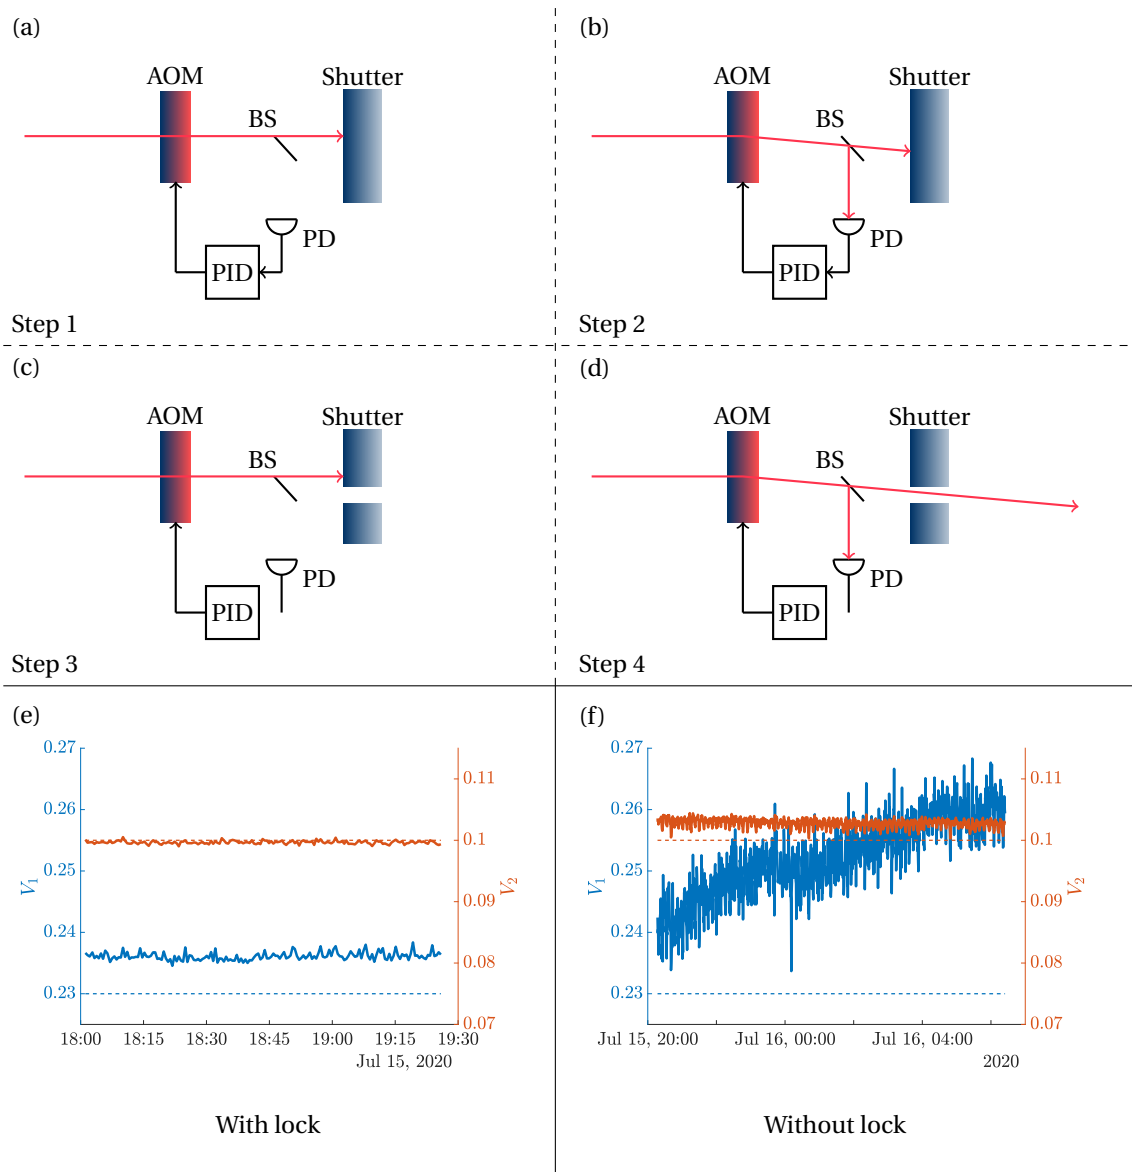 (a)
AOM
Shutter
BS
PD
PID
Step 1
(b)
AOM
Shutter
BS
PD
PID
Step 2
(c)
AOM
Shutter
BS
PD
PID
Step 3
(d)
AOM
Shutter
BS
PD
PID
Step 4
(e)
0.27
0.26
0.25
0.24
0.23
V1
0.11
0.1
0.09
0.08
0.07
V2
18:00 18:15 18:30 18:45 19:00 19:15 19:30
Jul 15, 2020
With lock
(f)
0.27
0.26
0.25
0.24
0.23
V1
0.11
0.1
0.09
0.08
0.07
V2
Jul 15, 20:00 Jul 16, 00:00 Jul 16, 04:00
2020
Without lock